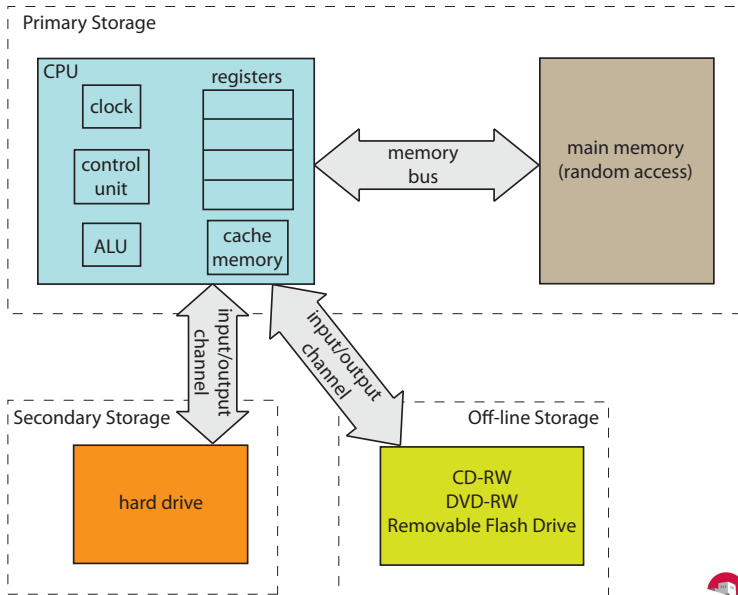 Primary Storage
CPU
registers
clock
control
unit
ALU
cache
memory
memory
bus
main memory
(random access)
input/output
channel
input/output
channel
Secondary Storage
hard drive
Off-line Storage
CD-RW
DVD-RW
Removable Flash Drive